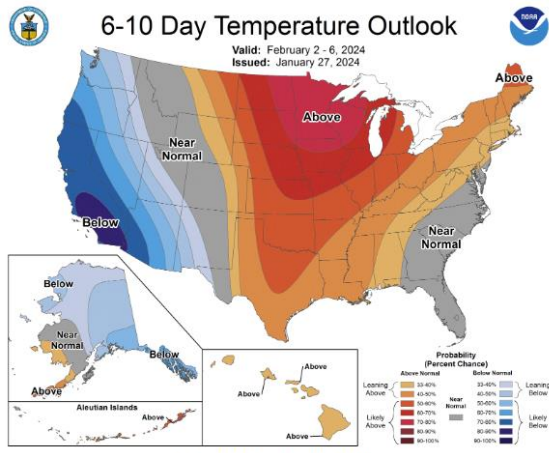 6-10 Day Temperature Outlook
Valid: February 2 - 6, 2024
Issued: January 27, 2024
NOAA
Above
Above
Near
Normal
Below
Near
Normal
Below
Near
Normal
Below
Above
Aleutian Islands
Above
Above
Above
Above
Probability
(Percent Chance)
Above Normal
Below Normal
Leaning
Above
Likely
Above
33-40%
40-50%
50-60%
60-70%
70-80%
80-90%
90-100%
Near
Normal
33-40%
40-50%
50-60%
60-70%
70-80%
80-90%
90-100%
Leaning
Below
Likely
Below